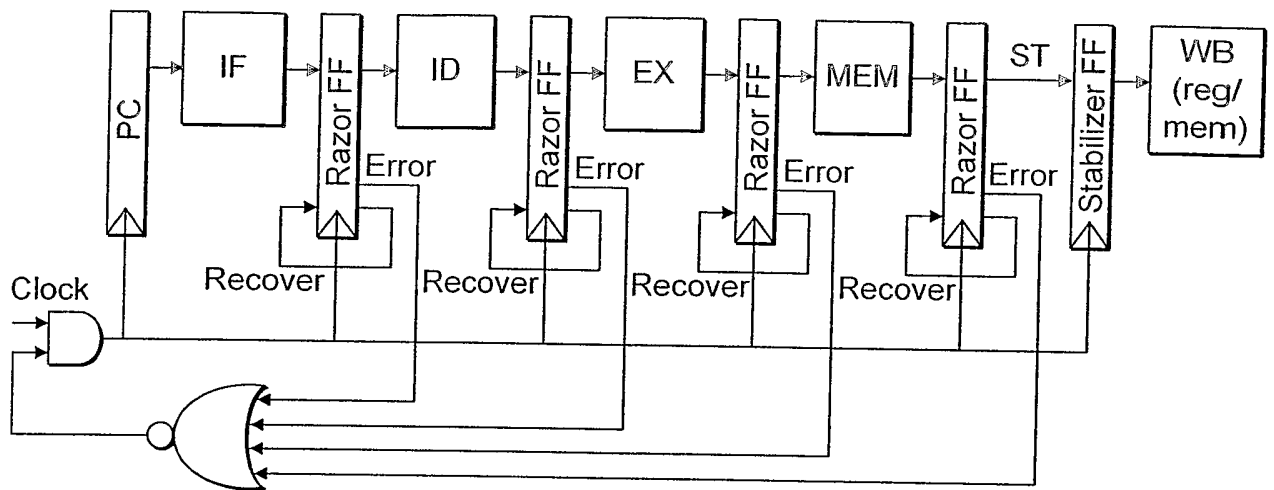 PC
IF
Razor FF
ID
Razor FF
EX
Razor FF
MEM
Razor FF
ST
Stabilizer FF
WB
(reg/
mem)
Error
Error
Error
Error
Recover
Recover
Recover
Recover
Clock